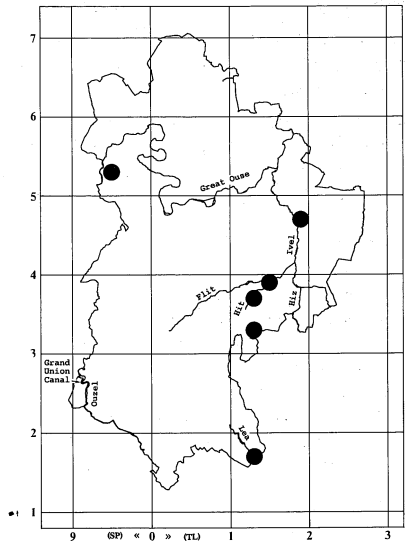 7
6
5
Great Ouse
Ivel
4
Flit
Hit
Hiz
3
Grand
Union
Canal
Ouzel
2
Lea
1
9 (SP) « 0 » (TL) 1 2 3